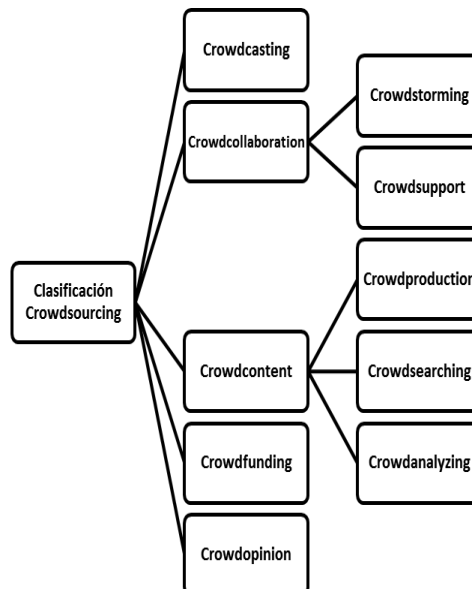 Clasificación
Crowdsourcing
Crowdcasting
Crowdcollaboration
Crowdstorming
Crowdsupport
Crowdcontent
Crowdproduction
Crowdsearching
Crowdanalyzing
Crowdfunding
Crowdopinion